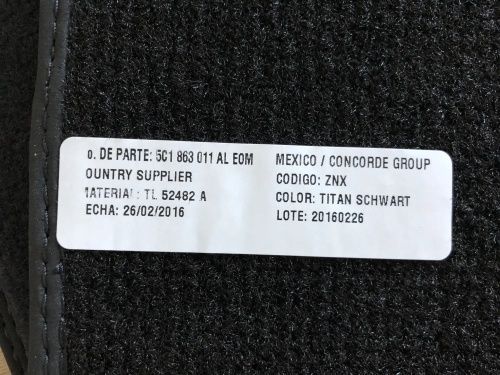 o. DE PARTE: 5C1 863 011 AL EOM MEXICO / CONCORDE GROUP
OUNTRY SUPPLIER CODIGO: ZNX
MATERIAL: TL 52482 A COLOR: TITAN SCHWART
ECHA: 26/02/2016 LOTE: 20160226